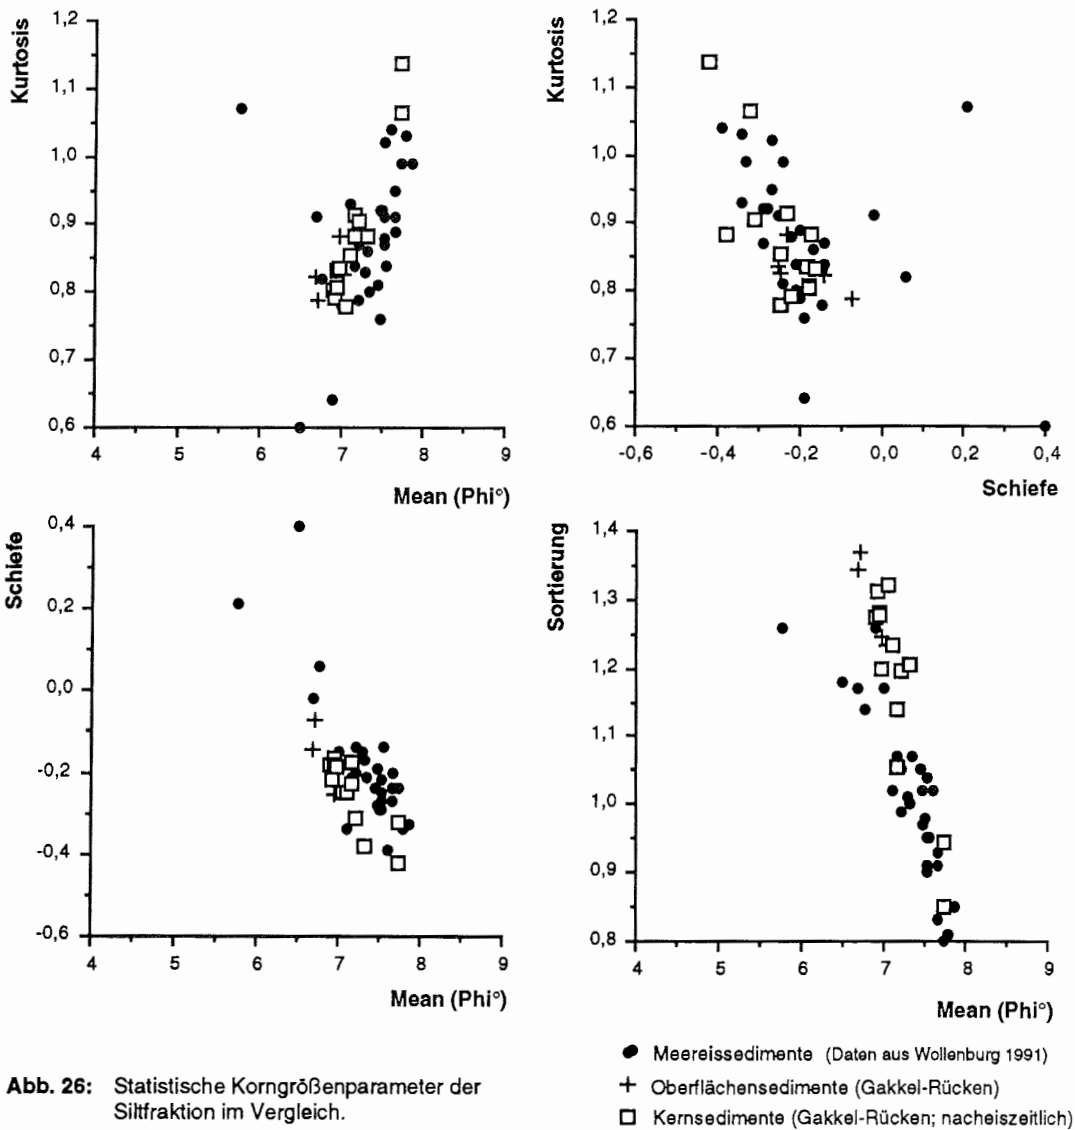 Kurtosis
1,2
1,1
1,0
0,9
0,8
0,7
0,6
4 5 6 7 8 9
Mean (Phi°)
Kurtosis
1,2
1,1
1,0
0,9
0,8
0,7
0,6
-0,6 -0,4 -0,2 0,0 0,2 0,4
Schiefe
Schiefe
0,4
0,2
0,0
-0,2
-0,4
-0,6
4 5 6 7 8 9
Mean (Phi°)
Sortierung
1,4
1,3
1,2
1,1
1,0
0,9
0,8
4 5 6 7 8 9
Mean (Phi°)
Meereissedimente (Daten aus Wollenburg 1991)
Oberflächensedimente (Gakkel-Rücken)
Kernsedimente (Gakkel-Rücken; nacheiszeitlich)
Abb. 26: Statistische Korngrößenparameter der
Siltfraktion im Vergleich.